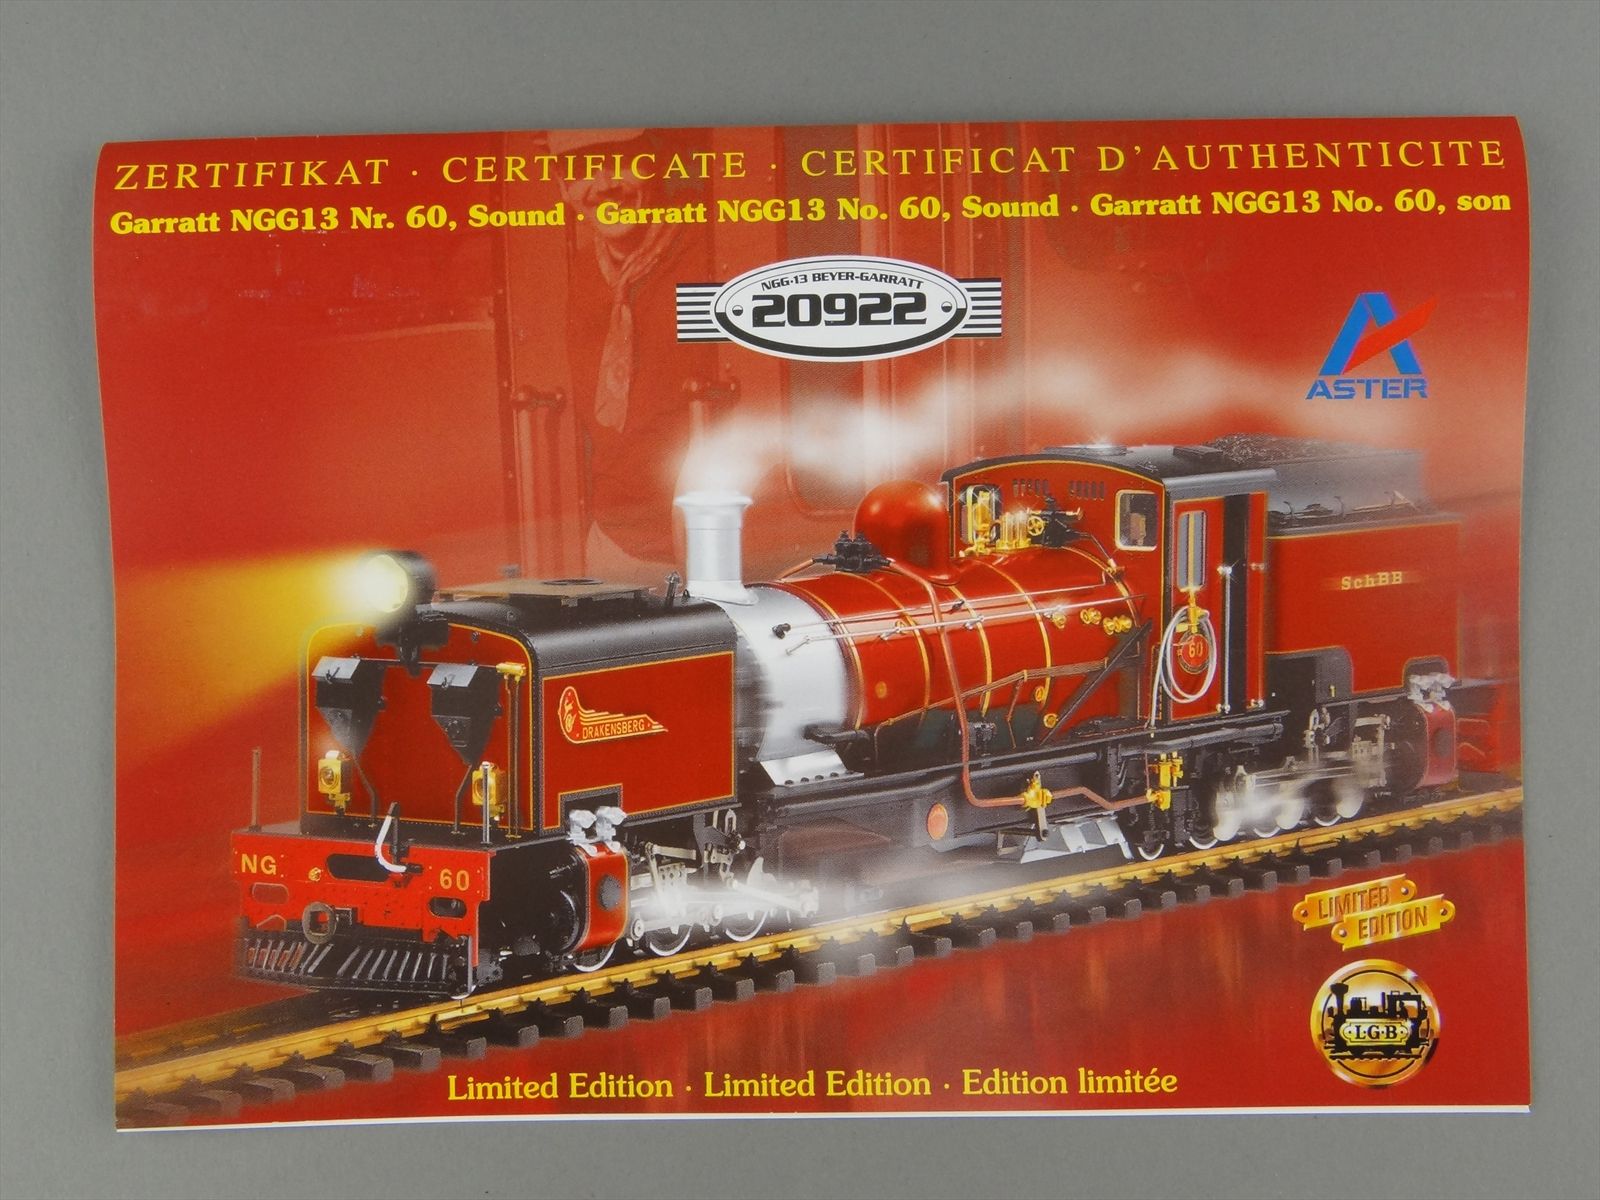 ZERTIFIKAT · CERTIFICATE · CERTIFICAT D'AUTHENTICITE
Garratt NGG13 Nr. 60, Sound · Garratt NGG13 No. 60, Sound · Garratt NGG13 No. 60, son
NGG·13 BEYER-GARRATT
20922
ASTER
SchBB
60
DRAKENSBERG
NG 60
LIMITED
EDITION
L·G·B
Limited Edition · Limited Edition · Edition limitée